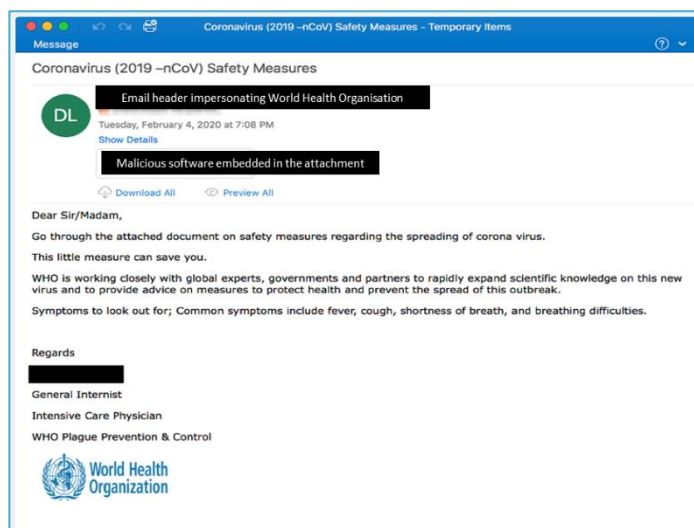 Coronavirus (2019 –nCoV) Safety Measures - Temporary Items
Message
Coronavirus (2019 –nCoV) Safety Measures
Email header impersonating World Health Organisation
DL
Tuesday, February 4, 2020 at 7:08 PM
Show Details
Malicious software embedded in the attachment
Download All Preview All
Dear Sir/Madam,
Go through the attached document on safety measures regarding the spreading of corona virus.
This little measure can save you.
WHO is working closely with global experts, governments and partners to rapidly expand scientific knowledge on this new
virus and to provide advice on measures to protect health and prevent the spread of this outbreak.
Symptoms to look out for; Common symptoms include fever, cough, shortness of breath, and breathing difficulties.
Regards
General Internist
Intensive Care Physician
WHO Plague Prevention & Control
World Health
Organization